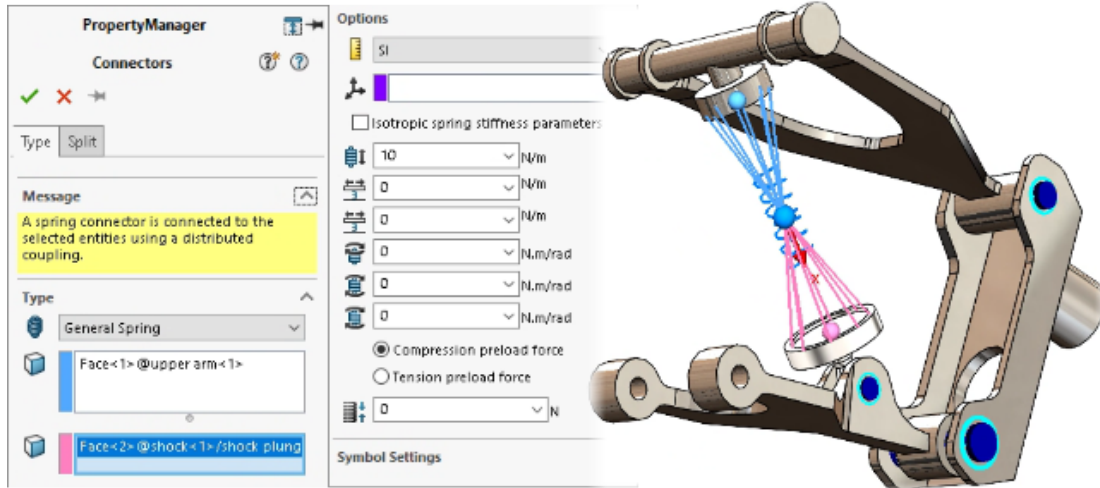 PropertyManager
Connectors
Type Split
Message
A spring connector is connected to the
selected entities using a distributed
coupling.
Type
General Spring
Face<1>@upper arm<1>
Face<2>@shock<1>/shock plung
Options
SI
Isotropic spring stiffness parameters
10 N/m
0 N/m
0 N/m
0 N.m/rad
0 N.m/rad
0 N.m/rad
Compression preload force
Tension preload force
0 N
Symbol Settings
x